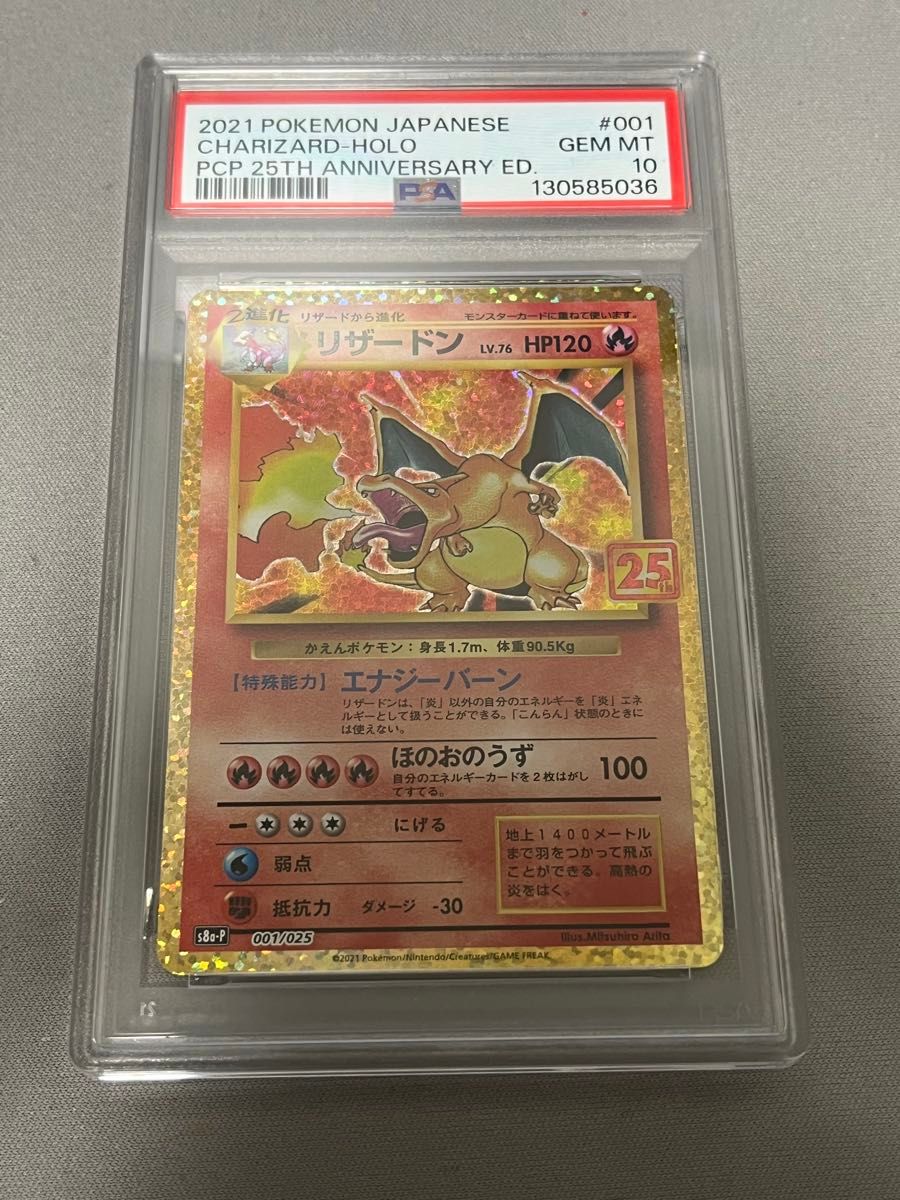 2021 POKEMON JAPANESE #001
CHARIZARD-HOLO GEM MT
PCP 25TH ANNIVERSARY ED. 10
PSA 130585036
2進化 リザードから進化 モンスターカードに重ねて使います。
リザードン LV.76 HP120
25th
かえんポケモン：身長1.7m、体重90.5Kg
【特殊能力】エナジーバーン
リザードンは、「炎」以外の自分のエネルギーを「炎」エネ
ルギーとして扱うことができる。「こんらん」状態のときに
は使えない。
ほのおのうず 100
自分のエネルギーカードを2枚はがし
てすてる。
ー にげる
弱点
抵抗力 ダメージ -30
地上1400メートル
まで羽をつかって飛ぶ
ことができる。高熱の
炎をはく。
s8a-P 001/025
Illus.Mitsuhiro Arita
©2021 Pokémon/Nintendo/Creatures/GAME FREAK